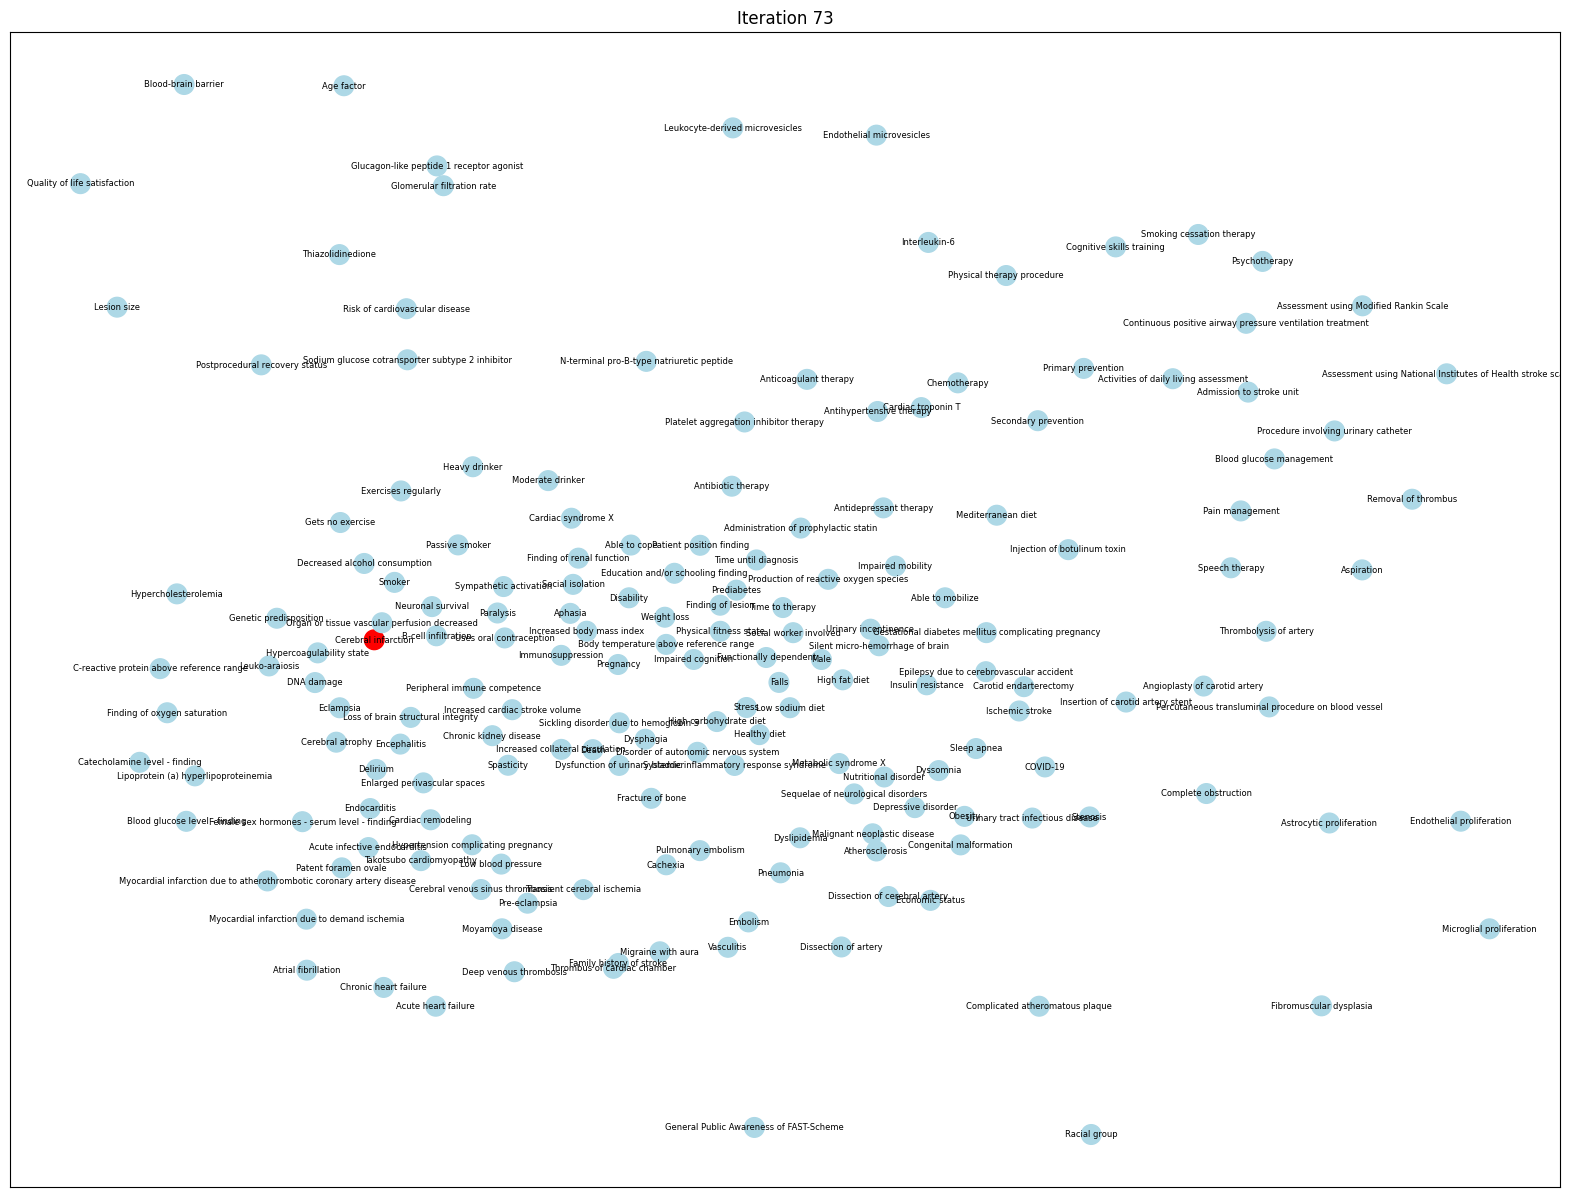 Iteration 73
Blood-brain barrier
Age factor
Leukocyte-derived microvesicles
Endothelial microvesicles
Glucagon-like peptide 1 receptor agonist
Quality of life satisfaction
Glomerular filtration rate
Smoking cessation therapy
Interleukin-6
Cognitive skills training
Thiazolidinedione
Psychotherapy
Physical therapy procedure
Lesion size
Risk of cardiovascular disease
Assessment using Modified Rankin Scale
Continuous positive airway pressure ventilation treatment
Sodium glucose cotransporter subtype 2 inhibitor
N-terminal pro-B-type natriuretic peptide
Postprocedural recovery status
Primary prevention
Assessment using National Institutes of Health stroke sc
Anticoagulant therapy
Activities of daily living assessment
Chemotherapy
Admission to stroke unit
Cardiac troponin T
Antihypertensive therapy
Platelet aggregation inhibitor therapy
Secondary prevention
Procedure involving urinary catheter
Blood glucose management
Heavy drinker
Moderate drinker
Antibiotic therapy
Exercises regularly
Removal of thrombus
Antidepressant therapy
Pain management
Mediterranean diet
Cardiac syndrome X
Gets no exercise
Administration of prophylactic statin
Passive smoker
Able to cope
Patient position finding
Injection of botulinum toxin
Finding of renal function
Time until diagnosis
Decreased alcohol consumption
Impaired mobility
Speech therapy
Aspiration
Education and/or schooling finding
Production of reactive oxygen species
Smoker
Sympathetic activation
Social isolation
Prediabetes
Hypercholesterolemia
Disability
Able to mobilize
Neuronal survival
Finding of lesion
Time to therapy
Paralysis
Aphasia
Weight loss
Genetic predisposition
Organ or tissue vascular perfusion decreased
Urinary incontinence
Increased body mass index
Physical fitness state
Social worker involved
Gestational diabetes mellitus complicating pregnancy
Thrombolysis of artery
B-cell infiltration
Uses oral contraception
Cerebral infarction
Body temperature above reference range
Silent micro-hemorrhage of brain
Hypercoagulability state
Immunosuppression
Functionally dependent
Impaired cognition
Male
Pregnancy
Leuko-araiosis
C-reactive protein above reference range
Epilepsy due to cerebrovascular accident
High fat diet
DNA damage
Falls
Insulin resistance
Carotid endarterectomy
Angioplasty of carotid artery
Peripheral immune competence
Insertion of carotid artery stent
Eclampsia
Stress
Low sodium diet
Percutaneous transluminal procedure on blood vessel
Increased cardiac stroke volume
Ischemic stroke
Finding of oxygen saturation
Loss of brain structural integrity
High carbohydrate diet
Sickling disorder due to hemoglobin S
Healthy diet
Chronic kidney disease
Dysphagia
Cerebral atrophy
Encephalitis
Increased collateral circulation
Death
Sleep apnea
Disorder of autonomic nervous system
Catecholamine level - finding
Metabolic syndrome X
Spasticity
Dysfunction of urinary bladder
Systemic inflammatory response syndrome
COVID-19
Delirium
Dyssomnia
Lipoprotein (a) hyperlipoproteinemia
Nutritional disorder
Enlarged perivascular spaces
Sequelae of neurological disorders
Complete obstruction
Fracture of bone
Endocarditis
Depressive disorder
Obesity
Stenosis
Urinary tract infectious disease
Cardiac remodeling
Blood glucose level - finding
Female sex hormones - serum level - finding
Endothelial proliferation
Astrocytic proliferation
Malignant neoplastic disease
Dyslipidemia
Hypertension complicating pregnancy
Congenital malformation
Acute infective endocarditis
Pulmonary embolism
Atherosclerosis
Takotsubo cardiomyopathy
Low blood pressure
Cachexia
Patent foramen ovale
Pneumonia
Myocardial infarction due to atherothrombotic coronary artery disease
Cerebral venous sinus thrombosis
Transient cerebral ischemia
Dissection of cerebral artery
Economic status
Pre-eclampsia
Myocardial infarction due to demand ischemia
Embolism
Moyamoya disease
Microglial proliferation
Vasculitis
Dissection of artery
Migraine with aura
Family history of stroke
Thrombus of cardiac chamber
Atrial fibrillation
Deep venous thrombosis
Chronic heart failure
Acute heart failure
Complicated atheromatous plaque
Fibromuscular dysplasia
General Public Awareness of FAST-Scheme
Racial group